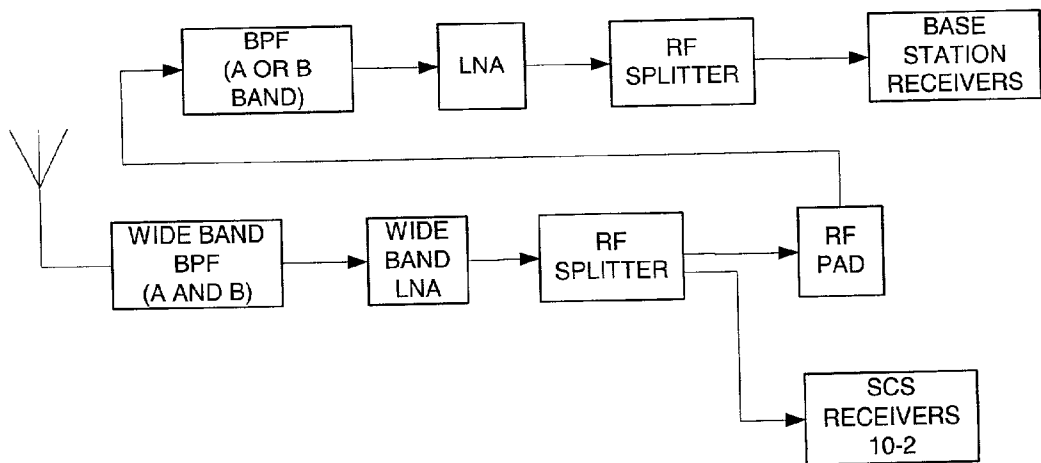 BPF
(A OR B
BAND)
LNA
RF
SPLITTER
BASE
STATION
RECEIVERS
WIDE BAND
BPF
(A AND B)
WIDE
BAND
LNA
RF
SPLITTER
RF
PAD
SCS
RECEIVERS
10-2